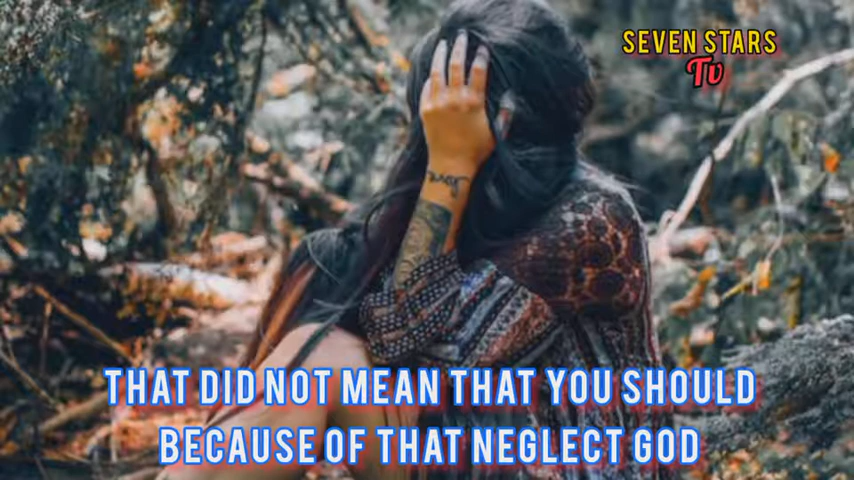 SEVEN STARS
Tv
THAT DID NOT MEAN THAT YOU SHOULD
BECAUSE OF THAT NEGLECT GOD